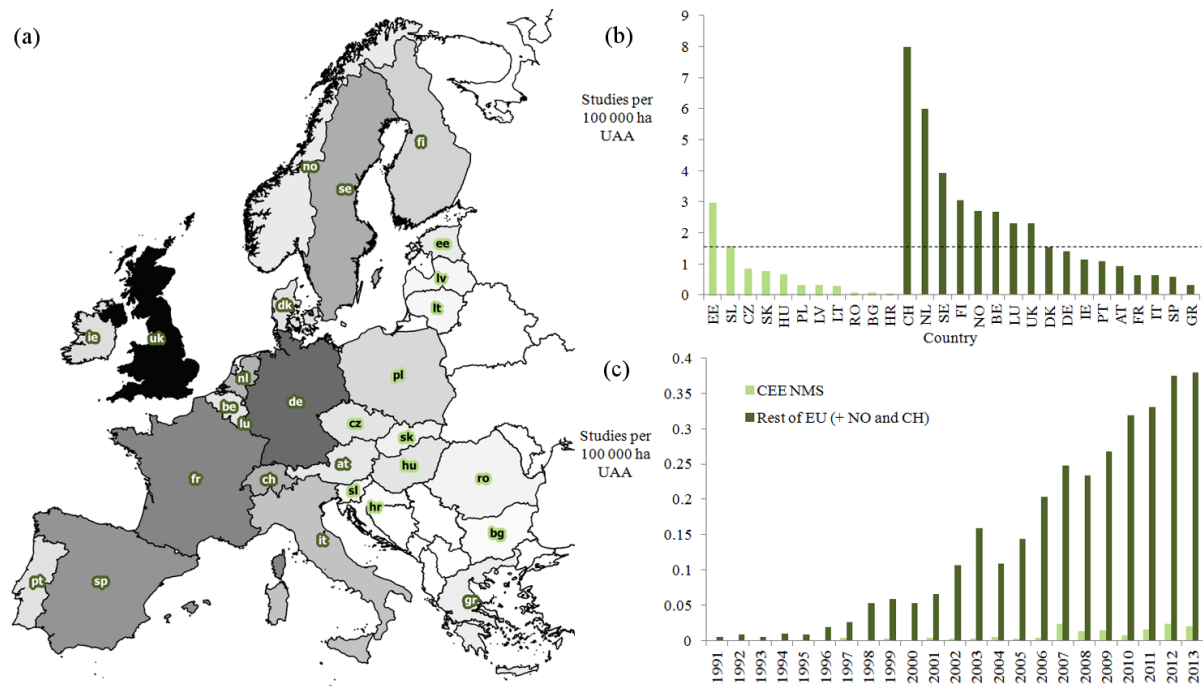 (a)
no
fi
se
ee
lv
lt
dk
ie
uk
nl
be
lu
de
pl
cz
sk
at
hu
fr
ch
sl
hr
ro
it
bg
pt
sp
gr
(b)
Studies per
100 000 ha
UAA
9
8
7
6
5
4
3
2
1
0
EE SL CZ SK HU PL LV LT RO BG HR CH NL SE FI NO BE LU UK DK DE IE PT AT FR IT SP GR
Country
(c)
Studies per
100 000 ha
UAA
0.4
0.35
0.3
0.25
0.2
0.15
0.1
0.05
0
CEE NMS
Rest of EU (+ NO and CH)
1991 1992 1993 1994 1995 1996 1997 1998 1999 2000 2001 2002 2003 2004 2005 2006 2007 2008 2009 2010 2011 2012 2013